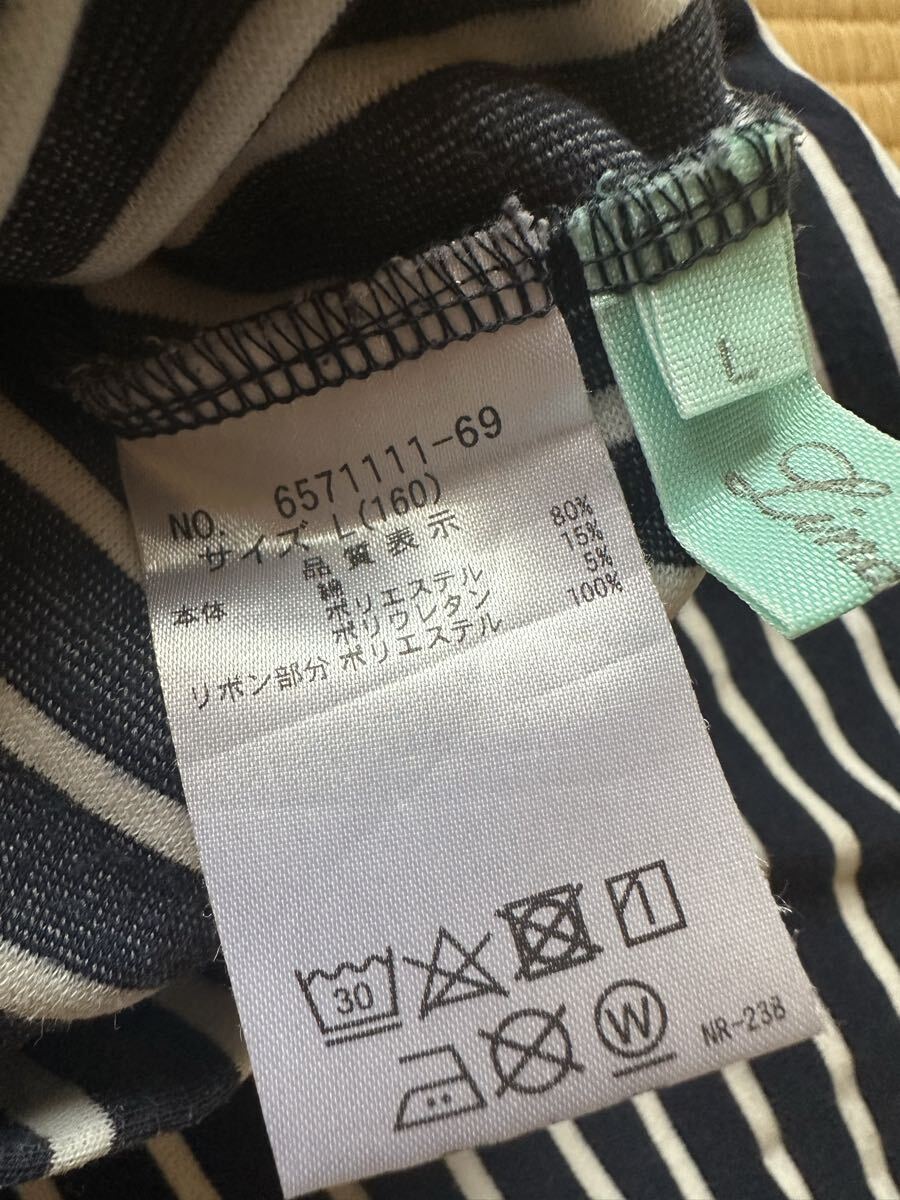 NO. 6571111-69
サイズ L(160)
品質表示
本体 綿 80%
ポリエステル 15%
ポリウレタン 5%
リボン部分 ポリエステル 100%
30
W
NR-238
L